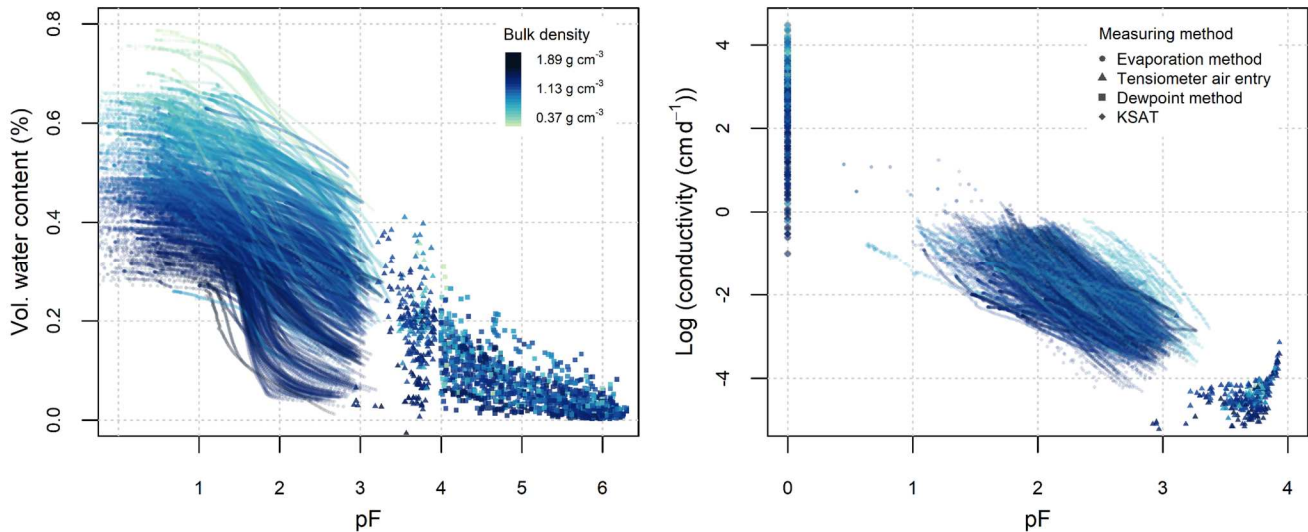 Vol. water content (%)
0.8
0.6
0.4
0.2
0.0
Bulk density
1.89 g cm⁻³
1.13 g cm⁻³
0.37 g cm⁻³
1 2 3 4 5 6
pF
Log (conductivity (cm d⁻¹))
4
2
0
-2
-4
Measuring method
Evaporation method
Tensiometer air entry
Dewpoint method
KSAT
0 1 2 3 4
pF